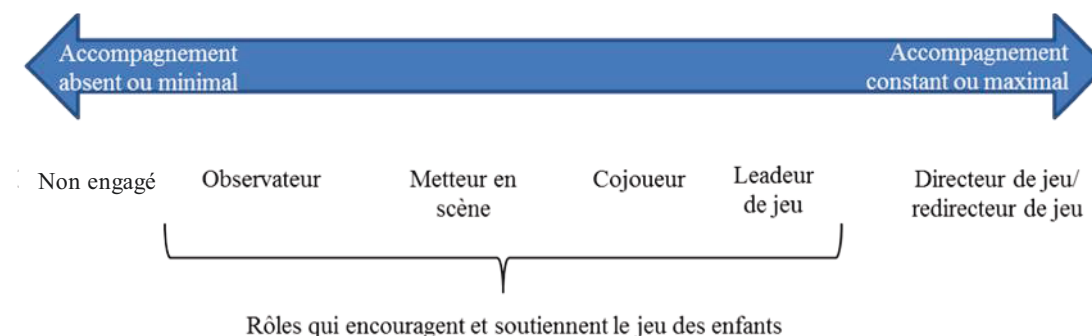 Accompagnement
absent ou minimal
Accompagnement
constant ou maximal
Non engagé
Observateur
Metteur en
scène
Cojoueur
Leadeur
de jeu
Directeur de jeu/
redirecteur de jeu
Rôles qui encouragent et soutiennent le jeu des enfants